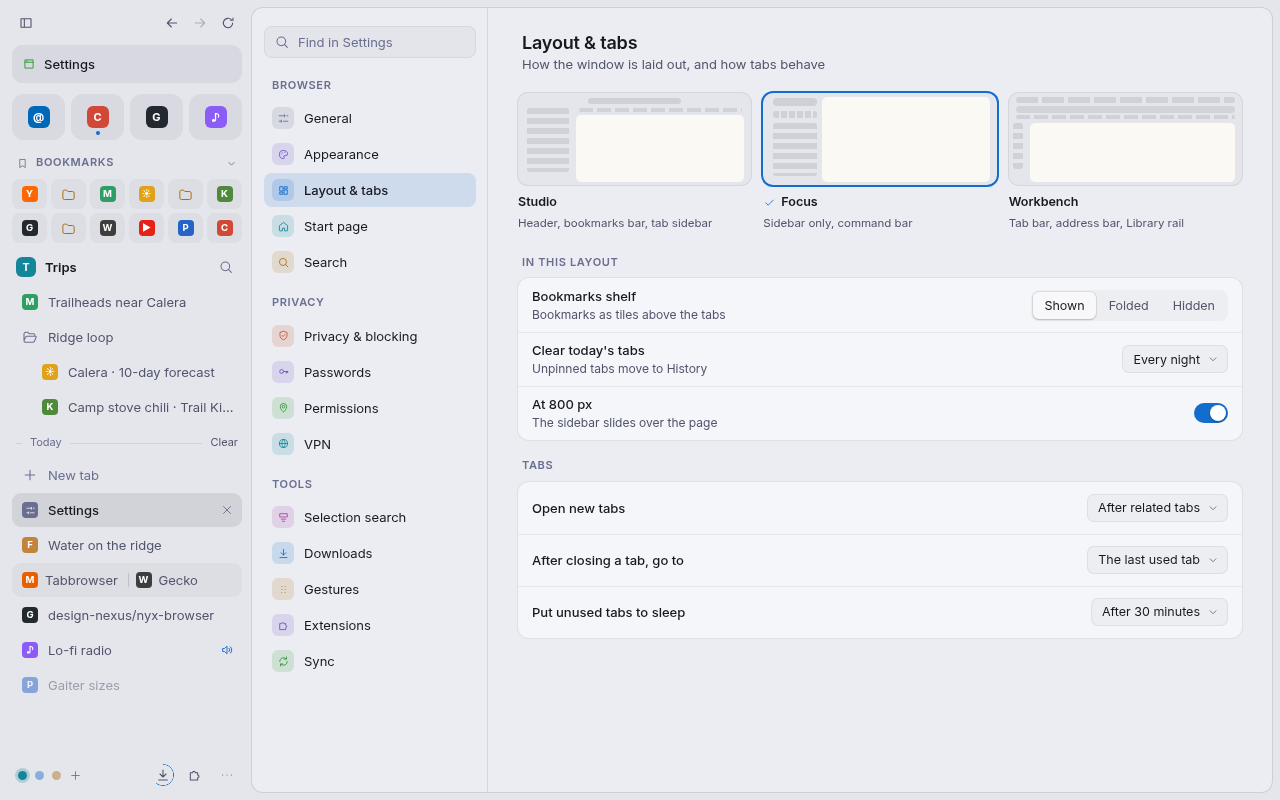 Settings
@
C
G
BOOKMARKS
Y
M
K
G
W
P
C
T Trips
M Trailheads near Calera
Ridge loop
Calera · 10-day forecast
K Camp stove chili · Trail Ki...
Today
Clear
New tab
Settings
F Water on the ridge
M Tabbrowser W Gecko
G design-nexus/nyx-browser
Lo-fi radio
P Gaiter sizes
Find in Settings
BROWSER
General
Appearance
Layout & tabs
Start page
Search
PRIVACY
Privacy & blocking
Passwords
Permissions
VPN
TOOLS
Selection search
Downloads
Gestures
Extensions
Sync
Layout & tabs
How the window is laid out, and how tabs behave
Studio
Header, bookmarks bar, tab sidebar
Focus
Sidebar only, command bar
Workbench
Tab bar, address bar, Library rail
IN THIS LAYOUT
Bookmarks shelf
Bookmarks as tiles above the tabs
Shown Folded Hidden
Clear today's tabs
Unpinned tabs move to History
Every night
At 800 px
The sidebar slides over the page
TABS
Open new tabs
After related tabs
After closing a tab, go to
The last used tab
Put unused tabs to sleep
After 30 minutes